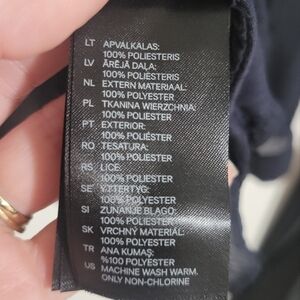 LT APVALKALAS:
100% POLIESTERIS
LV ĀRĒJĀ DAĻA:
100% POLIESTERIS
NL EXTERN MATERIAAL:
100% POLYESTER
PL TKANINA WIERZCHNIA:
100% POLIESTER
PT EXTERIOR:
100% POLIÉSTER
RO ȚESATURA:
100% POLIESTER
RS LICE:
100% POLIESTER
SE YTTERTYG:
100% POLYESTER
SI ZUNANJE BLAGO:
100% POLIESTER
SK VRCHNÝ MATERIÁL:
100% POLYESTER
TR ANA KUMAŞ:
%100 POLYESTER
US MACHINE WASH WARM.
ONLY NON-CHLORINE